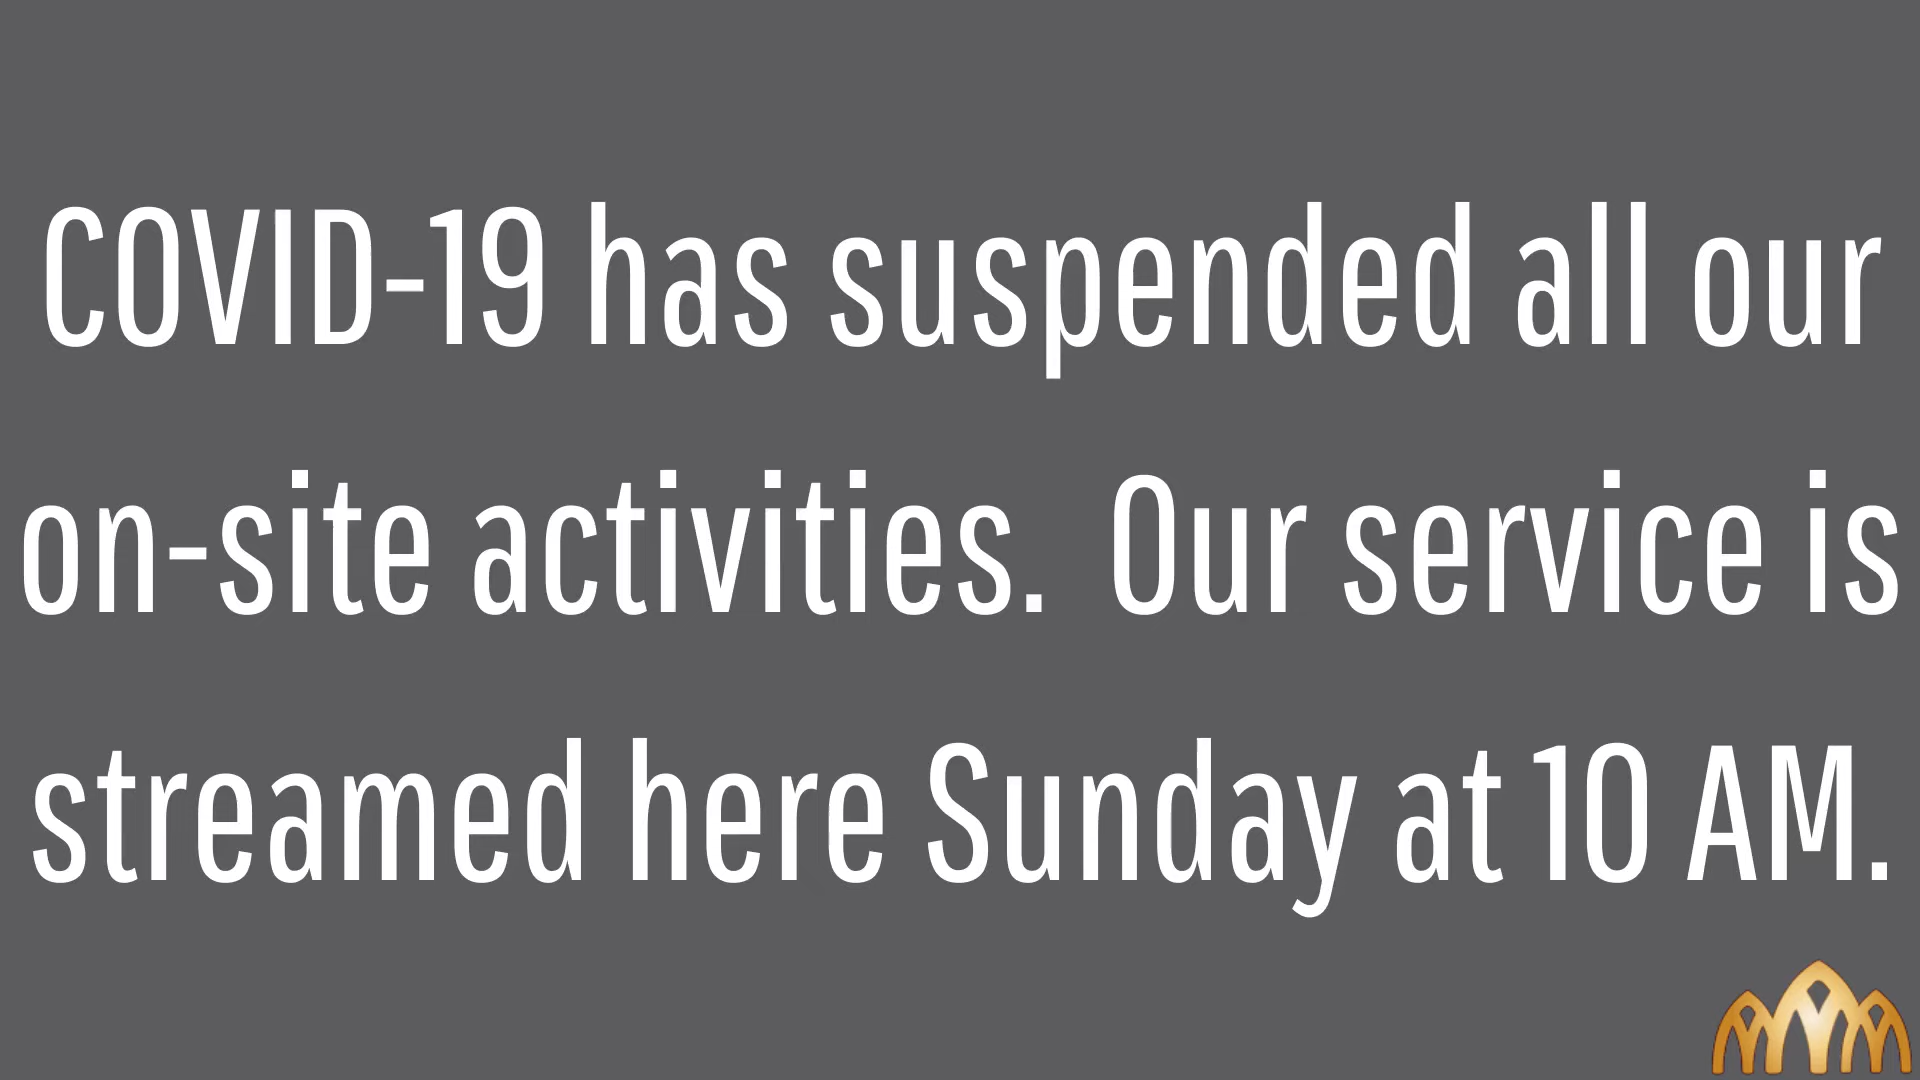 COVID-19 has suspended all our
on-site activities.  Our service is
streamed here Sunday at 10 AM.